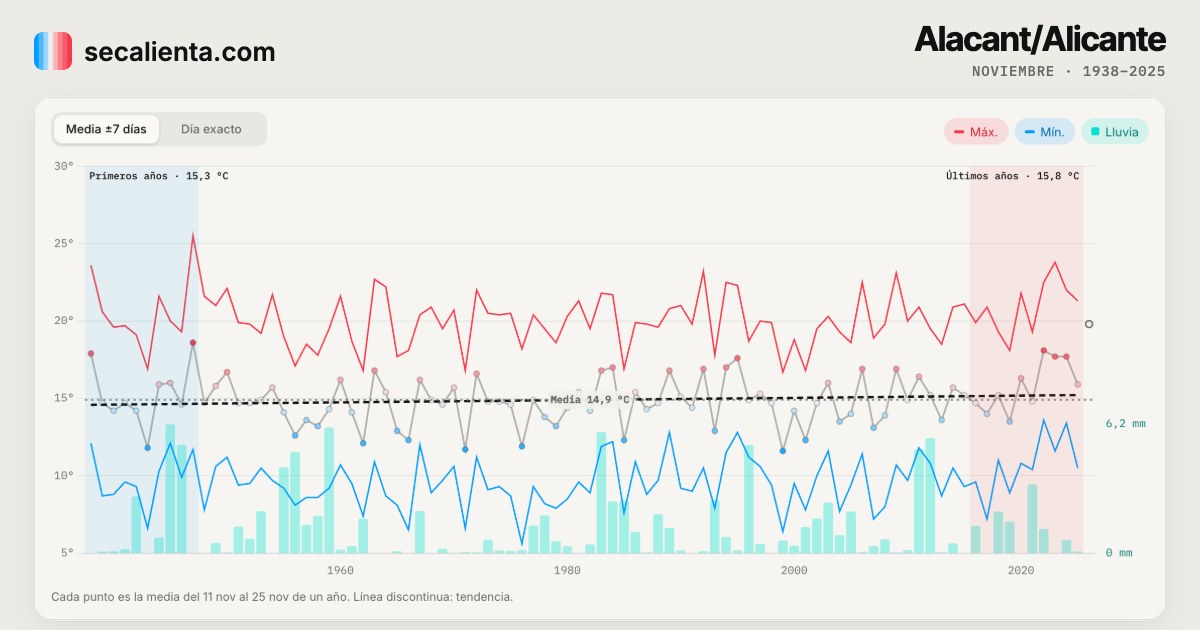 secalienta.com
Alacant/Alicante
NOVIEMBRE · 1938–2025
Media ±7 días
Día exacto
Máx.
Mín.
Lluvia
30°
Primeros años · 15,3 ºC
Últimos años · 15,8 ºC
25°
20°
15°
Media 14,9 ºC
6,2 mm
10°
5°
0 mm
1960
1980
2000
2020
Cada punto es la media del 11 nov al 25 nov de un año. Línea discontinua: tendencia.